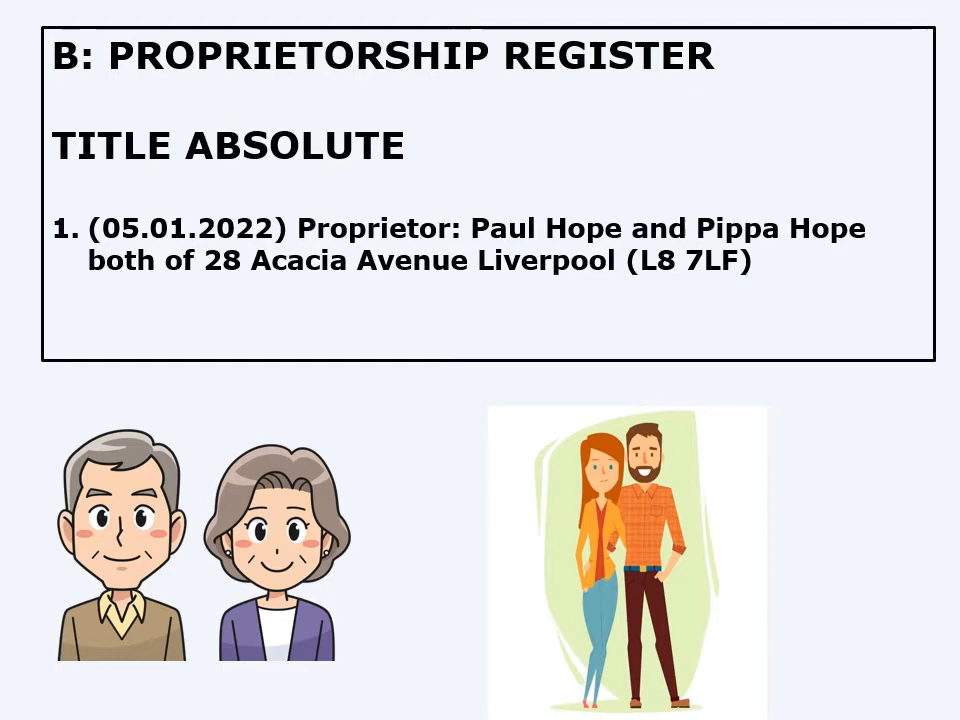 B: PROPRIETORSHIP REGISTER
TITLE ABSOLUTE
1. (05.01.2022) Proprietor: Paul Hope and Pippa Hope
both of 28 Acacia Avenue Liverpool (L8 7LF)